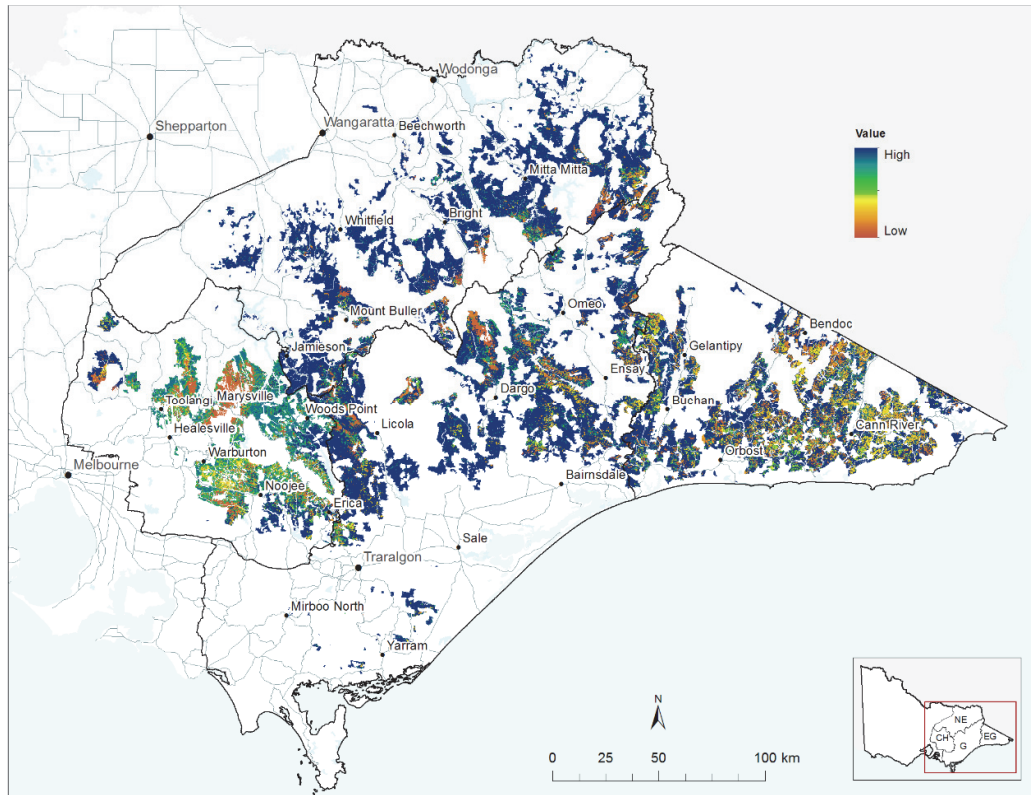 Wodonga
Shepparton
Wangaratta
Beechworth
Value
High
Low
Mitta Mitta
Bright
Whitfield
Omeo
Mount Buller
Bendoc
Jamieson
Gelantipy
Ensay
Marysville
Dargo
Toolangi
Woods Point
Buchan
Healesville
Licola
Cann River
Warburton
Orbost
Melbourne
Bairnsdale
Noojee
Erica
Sale
Traralgon
Mirboo North
Yarram
N
0 25 50 100 km
NE
CH
G
EG